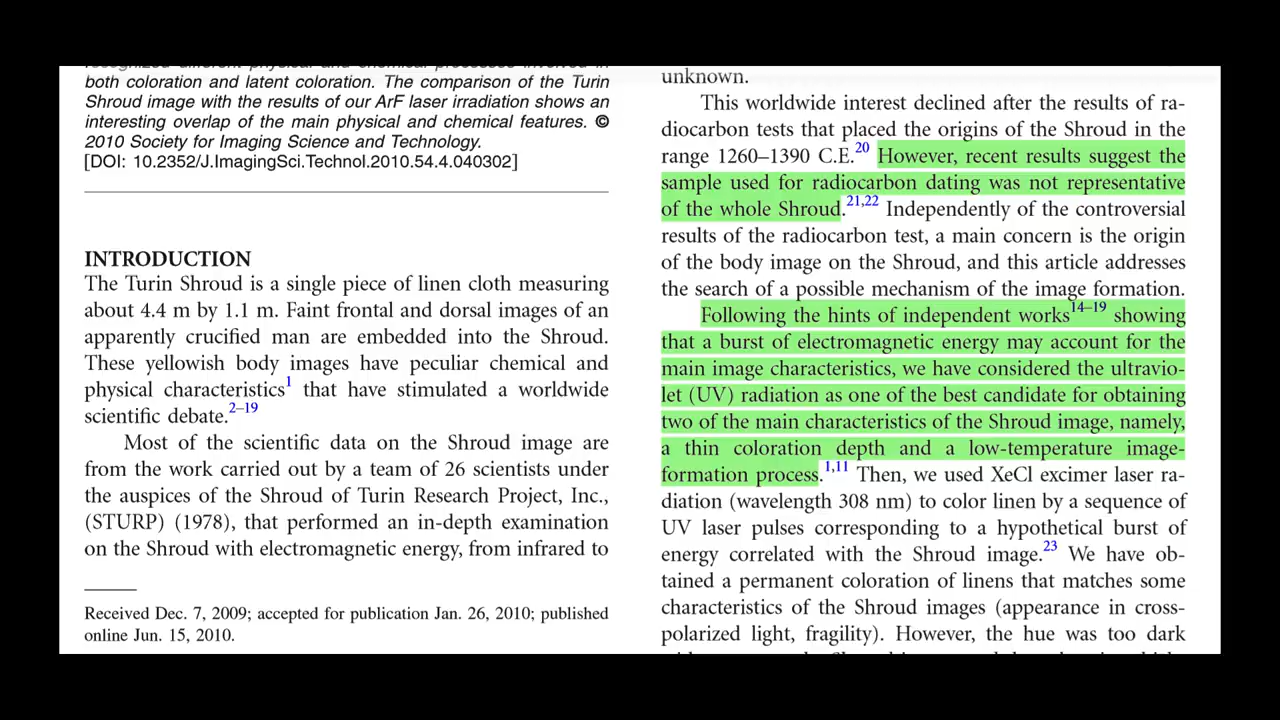 recognized different physical and chemical processes involved in
both coloration and latent coloration. The comparison of the Turin
Shroud image with the results of our ArF laser irradiation shows an
interesting overlap of the main physical and chemical features. ©
2010 Society for Imaging Science and Technology.
[DOI: 10.2352/J.ImagingSci.Technol.2010.54.4.040302]
INTRODUCTION
The Turin Shroud is a single piece of linen cloth measuring
about 4.4 m by 1.1 m. Faint frontal and dorsal images of an
apparently crucified man are embedded into the Shroud.
These yellowish body images have peculiar chemical and
physical characteristics1 that have stimulated a worldwide
scientific debate.2–19
Most of the scientific data on the Shroud image are
from the work carried out by a team of 26 scientists under
the auspices of the Shroud of Turin Research Project, Inc.,
(STURP) (1978), that performed an in-depth examination
on the Shroud with electromagnetic energy, from infrared to
Received Dec. 7, 2009; accepted for publication Jan. 26, 2010; published
online Jun. 15, 2010.
unknown.
This worldwide interest declined after the results of ra-
diocarbon tests that placed the origins of the Shroud in the
range 1260–1390 C.E.20 However, recent results suggest the
sample used for radiocarbon dating was not representative
of the whole Shroud.21,22 Independently of the controversial
results of the radiocarbon test, a main concern is the origin
of the body image on the Shroud, and this article addresses
the search of a possible mechanism of the image formation.
Following the hints of independent works14–19 showing
that a burst of electromagnetic energy may account for the
main image characteristics, we have considered the ultravio-
let (UV) radiation as one of the best candidate for obtaining
two of the main characteristics of the Shroud image, namely,
a thin coloration depth and a low-temperature image-
formation process.1,11 Then, we used XeCl excimer laser ra-
diation (wavelength 308 nm) to color linen by a sequence of
UV laser pulses corresponding to a hypothetical burst of
energy correlated with the Shroud image.23 We have ob-
tained a permanent coloration of linens that matches some
characteristics of the Shroud images (appearance in cross-
polarized light, fragility). However, the hue was too dark